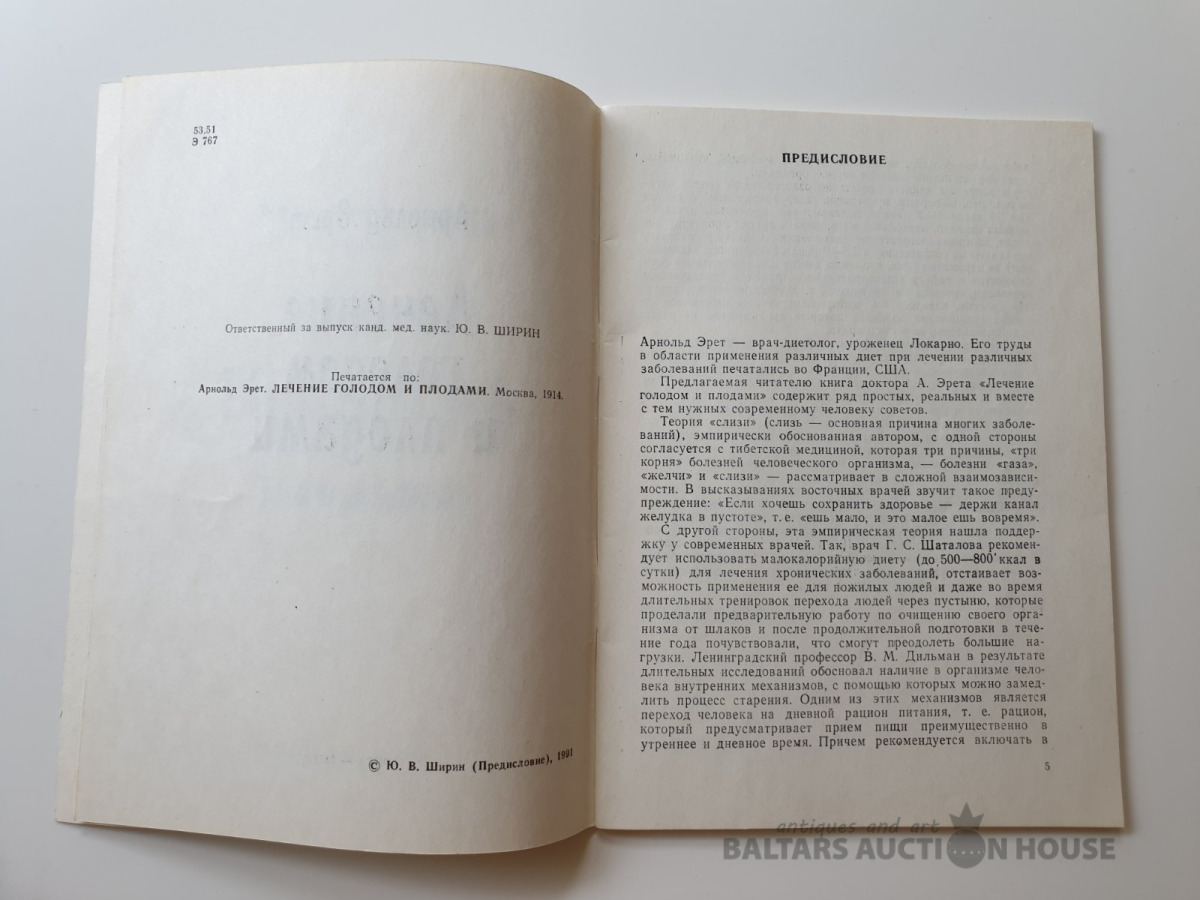 53.51
Э 767
Ответственный за выпуск канд. мед. наук. Ю. В. ШИРИН
Печатается по:
Арнольд Эрет. ЛЕЧЕНИЕ ГОЛОДОМ И ПЛОДАМИ. Москва, 1914.
© Ю. В. Ширин (Предисловие), 1991
ПРЕДИСЛОВИЕ
Арнольд Эрет — врач-диетолог, уроженец Локарно. Его труды
в области применения различных диет при лечении различных
заболеваний печатались во Франции, США.
Предлагаемая читателю книга доктора А. Эрета «Лечение
голодом и плодами» содержит ряд простых, реальных и вместе
с тем нужных современному человеку советов.
Теория «слизи» (слизь — основная причина многих заболе-
ваний), эмпирически обоснованная автором, с одной стороны
согласуется с тибетской медициной, которая три причины, «три
корня» болезней человеческого организма, — болезни «газа»,
«желчи» и «слизи» — рассматривает в сложной взаимозависи-
мости. В высказываниях восточных врачей звучит такое преду-
преждение: «Если хочешь сохранить здоровье — держи канал
желудка в пустоте», т. е. «ешь мало, и это малое ешь вовремя».
С другой стороны, эта эмпирическая теория нашла поддер-
жку у современных врачей. Так, врач Г. С. Шаталова рекомен-
дует использовать малокалорийную диету (до 500—800 ккал в
сутки) для лечения хронических заболеваний, отстаивает воз-
можность применения ее для пожилых людей и даже во время
длительных тренировок перехода людей через пустыню, которые
проделали предварительную работу по очищению своего орга-
низма от шлаков и после продолжительной подготовки в тече-
ние года почувствовали, что смогут преодолеть большие на-
грузки. Ленинградский профессор В. М. Дильман в результате
длительных исследований обосновал наличие в организме чело-
века внутренних механизмов, с помощью которых можно замед-
лить процесс старения. Одним из этих механизмов является
переход человека на дневной рацион питания, т. е. рацион,
который предусматривает прием пищи преимущественно в
утреннее и дневное время. Причем рекомендуется включать в
5
antiques and art
BALTARS AUCTION HOUSE